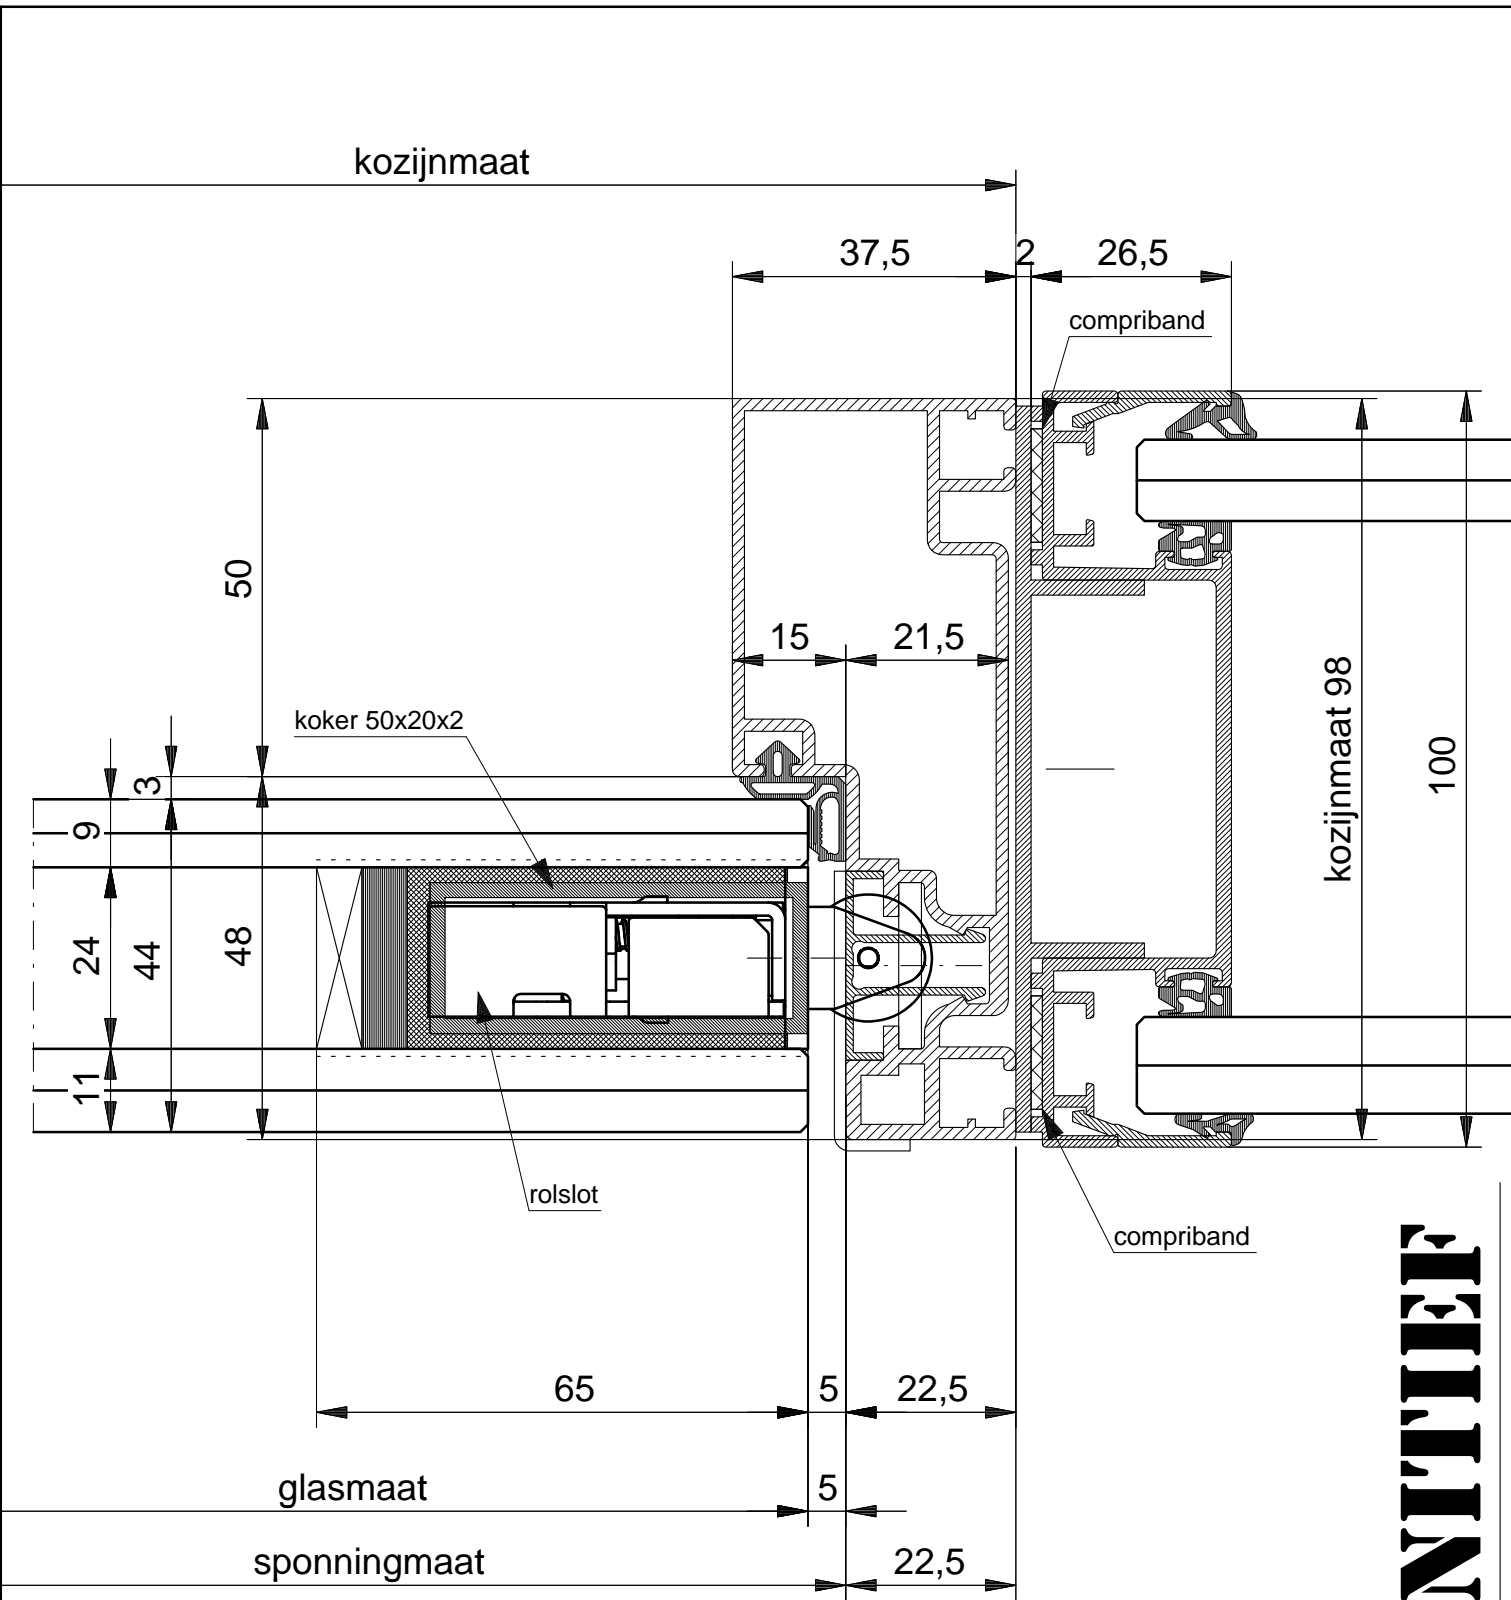 kozijnmaat
37,5
2
26,5
compriband
50
15
21,5
koker 50x20x2
kozijnmaat 98
100
3
9
24
44
48
11
rolslot
compriband
65
5
22,5
glasmaat
5
sponningmaat
22,5
NITIEF